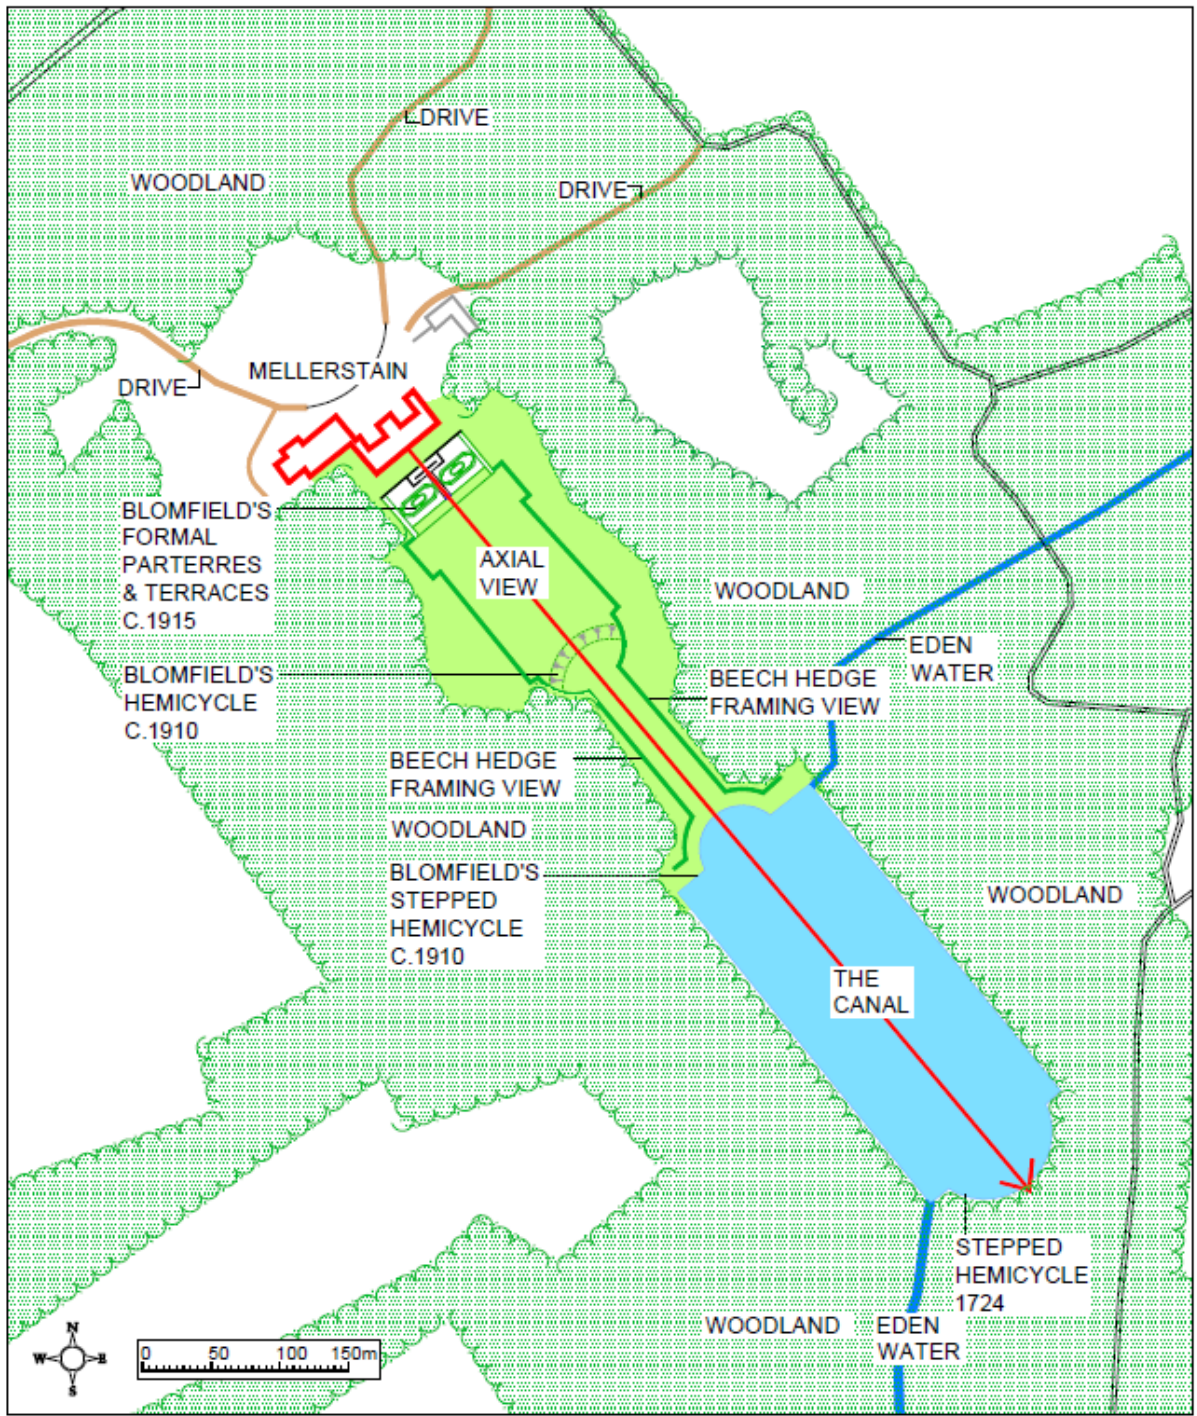 DRIVE
WOODLAND
DRIVE
MELLERSTAIN
DRIVE
BLOMFIELD'S
FORMAL
PARTERRES
& TERRACES
C.1915
AXIAL
VIEW
WOODLAND
EDEN
WATER
BLOMFIELD'S
HEMICYCLE
C.1910
BEECH HEDGE
FRAMING VIEW
BEECH HEDGE
FRAMING VIEW
WOODLAND
BLOMFIELD'S
STEPPED
HEMICYCLE
C.1910
WOODLAND
THE
CANAL
STEPPED
HEMICYCLE
1724
WOODLAND
EDEN
WATER
N
W E
S
0 50 100 150m